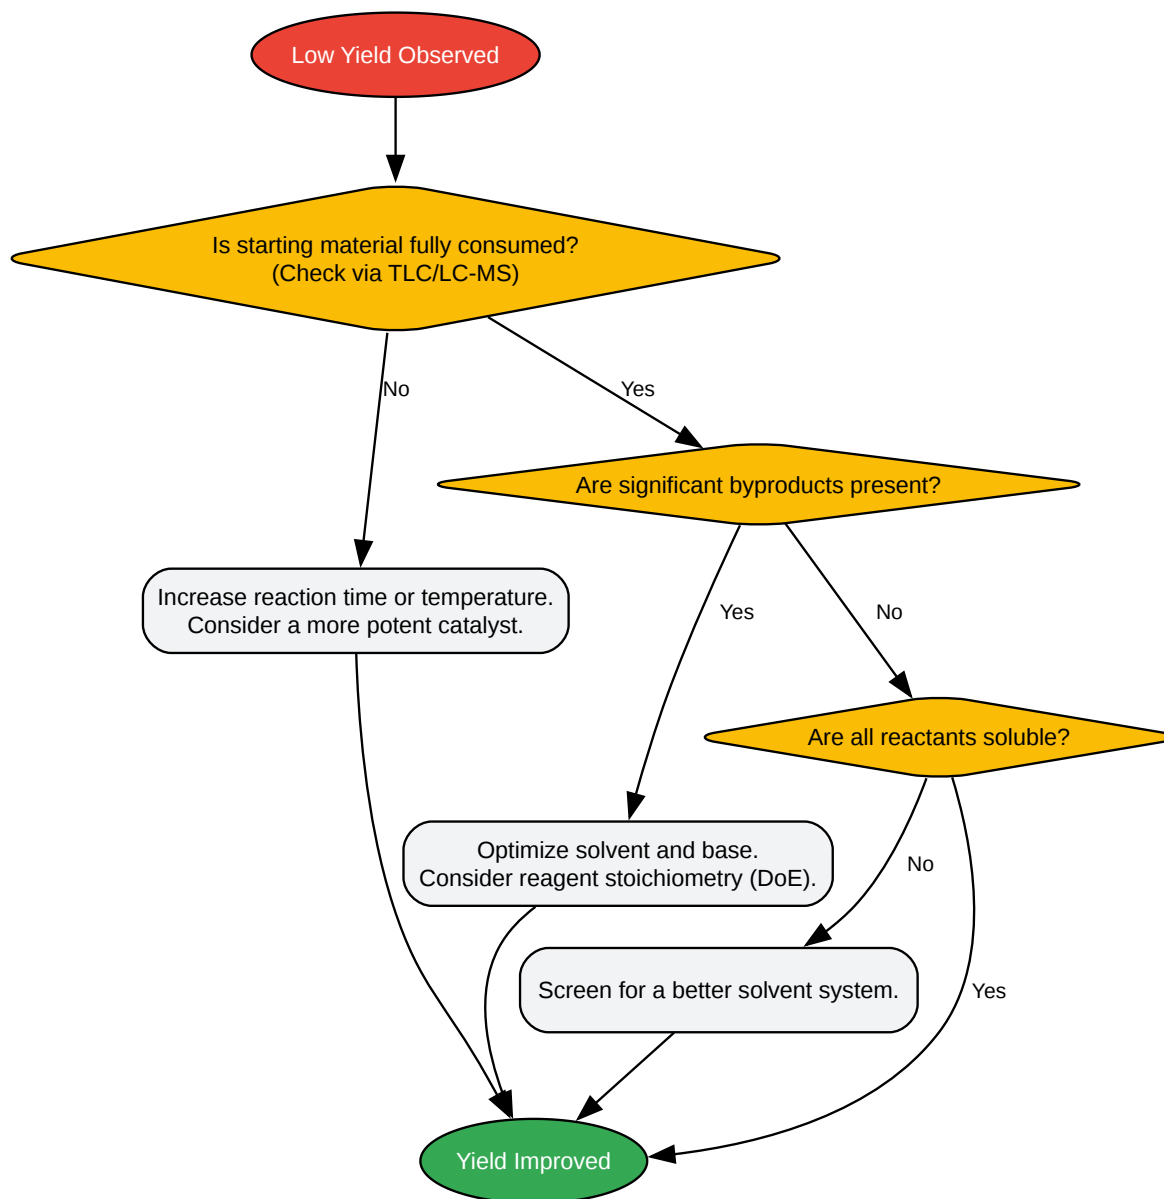 Low Yield Observed
Is starting material fully consumed?
(Check via TLC/LC-MS)
No
Yes
Are significant byproducts present?
Increase reaction time or temperature.
Consider a more potent catalyst.
Yes
No
Are all reactants soluble?
Optimize solvent and base.
Consider reagent stoichiometry (DoE).
No
Screen for a better solvent system.
Yes
Yield Improved